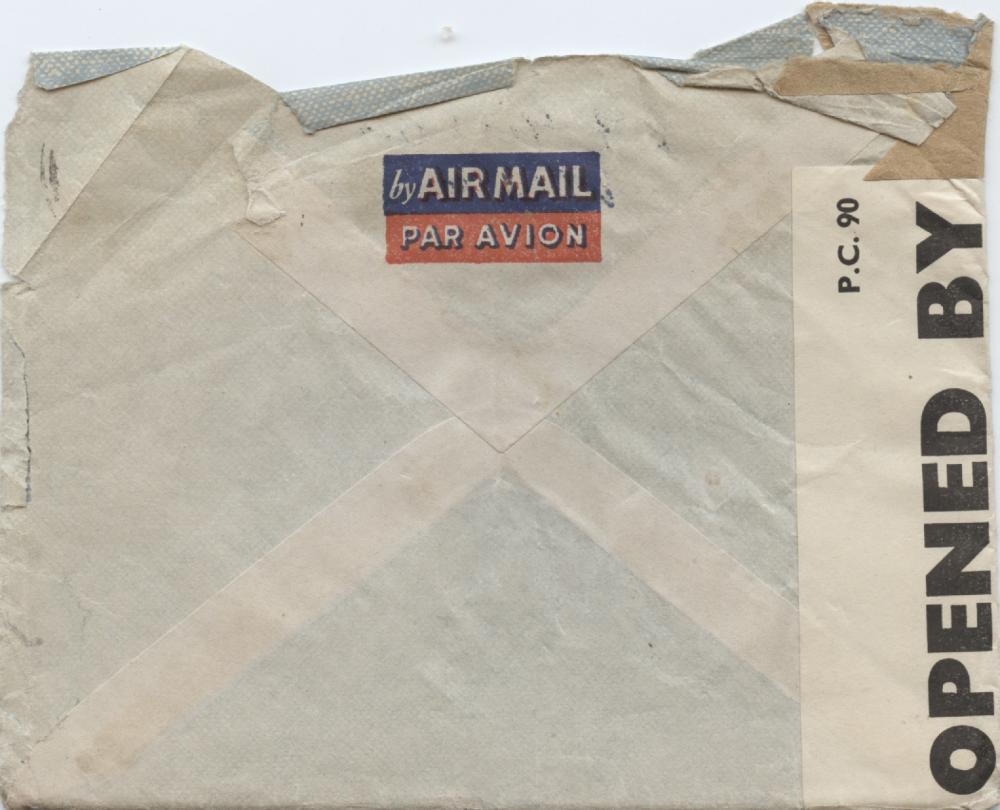 by AIR MAIL
PAR AVION
P.C. 90
OPENED BY